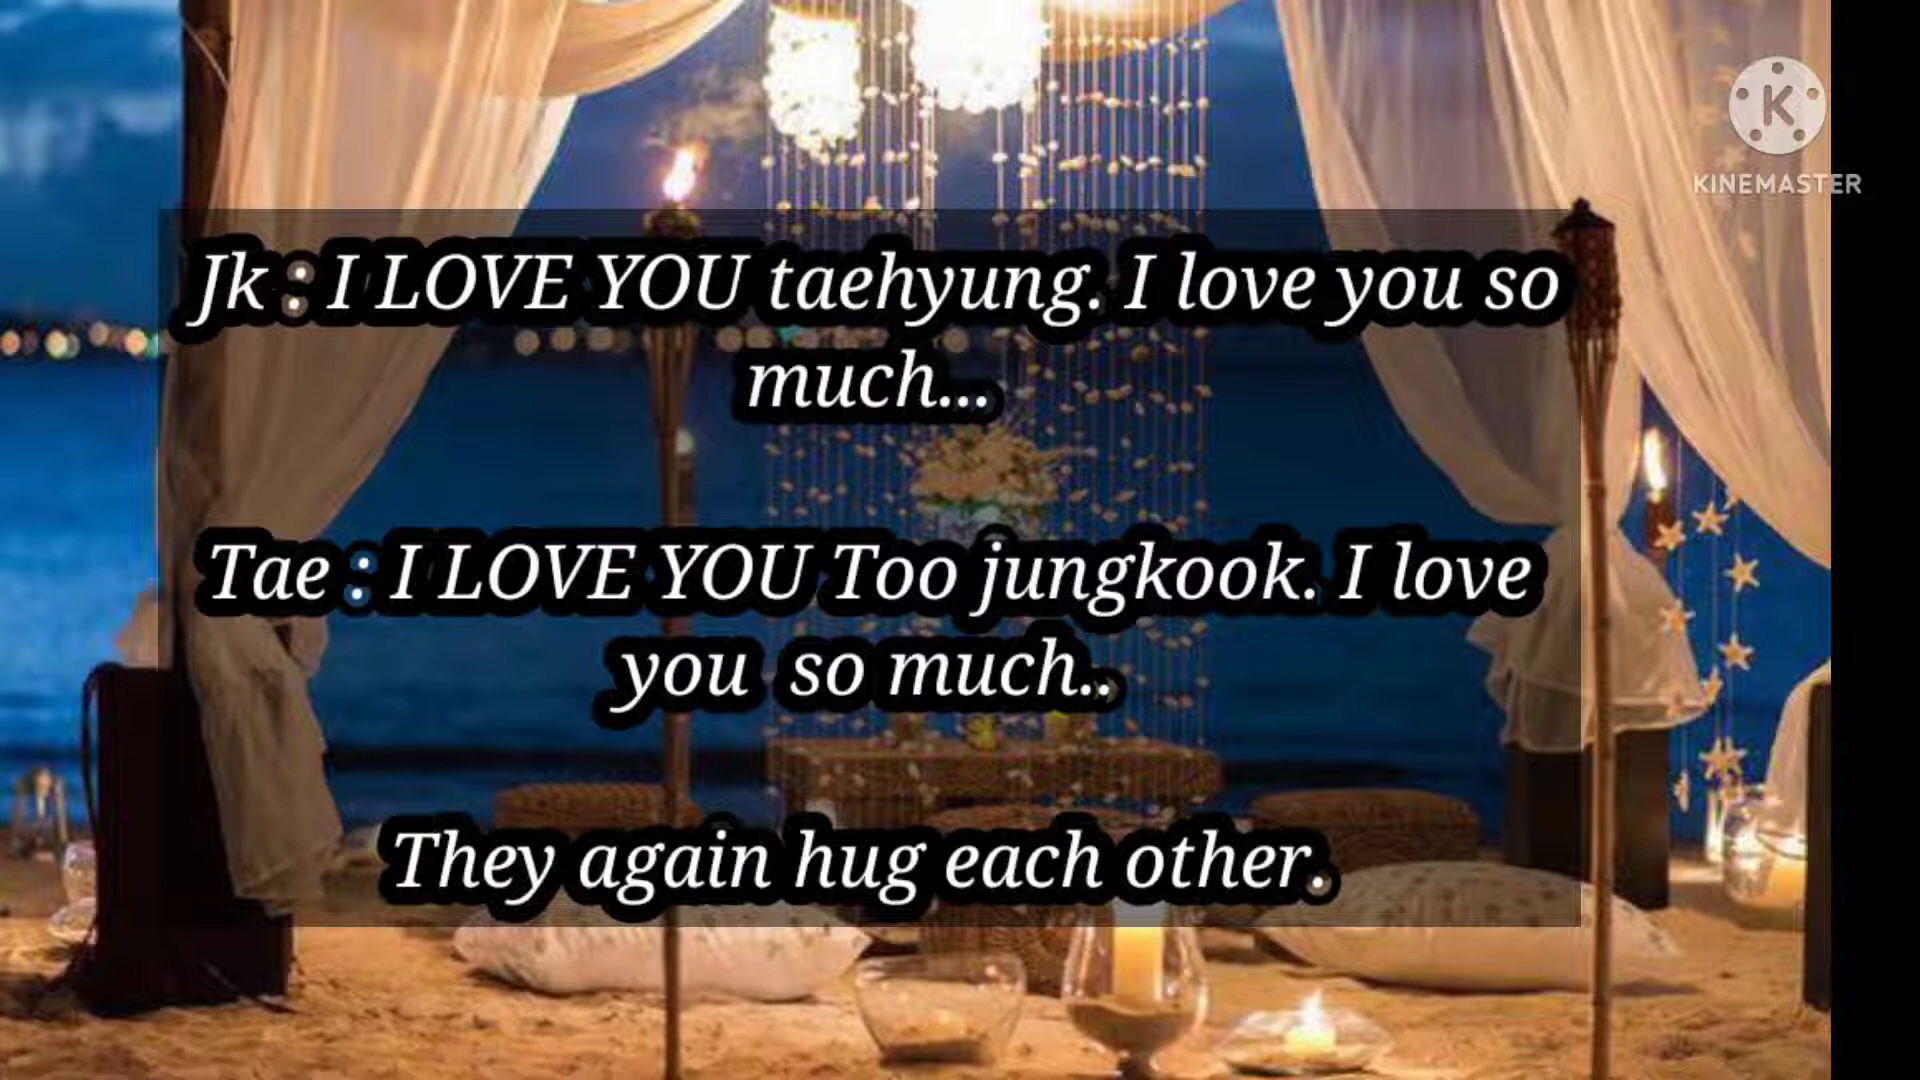 KINEMASTER
Jk : I LOVE YOU taehyung. I love you so
much...
Tae : I LOVE YOU Too jungkook. I love
you  so much..
They again hug each other.